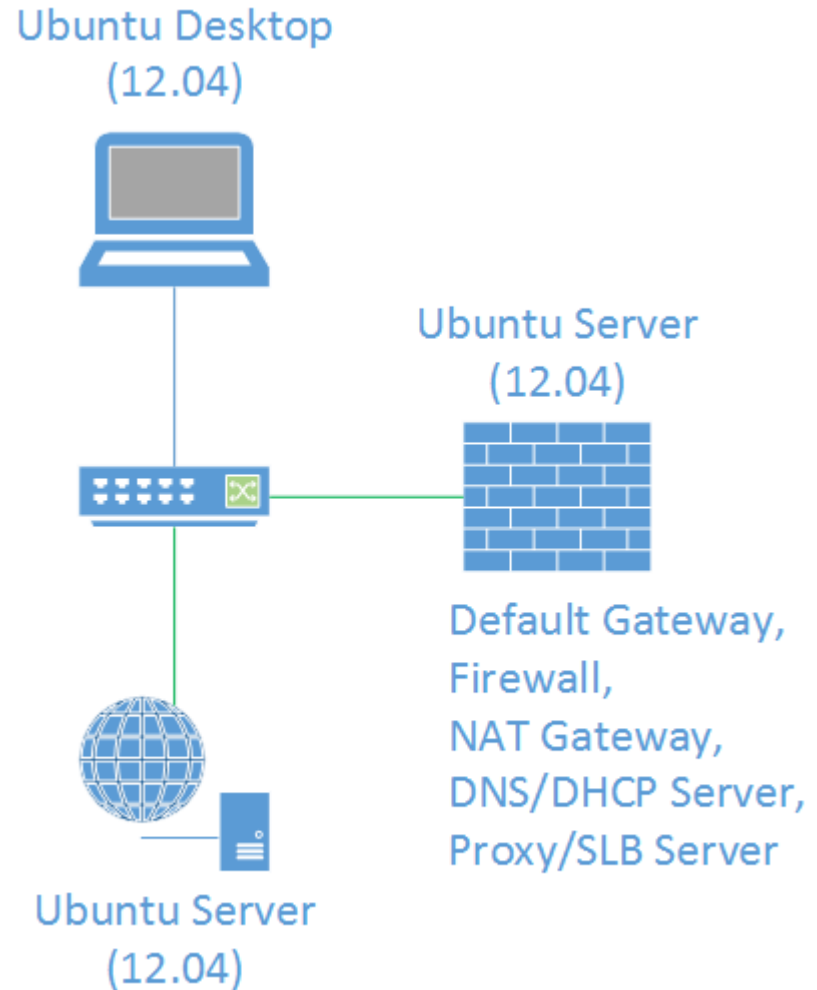 Ubuntu Desktop
(12.04)
Ubuntu Server
(12.04)
Default Gateway,
Firewall,
NAT Gateway,
DNS/DHCP Server,
Proxy/SLB Server
Ubuntu Server
(12.04)